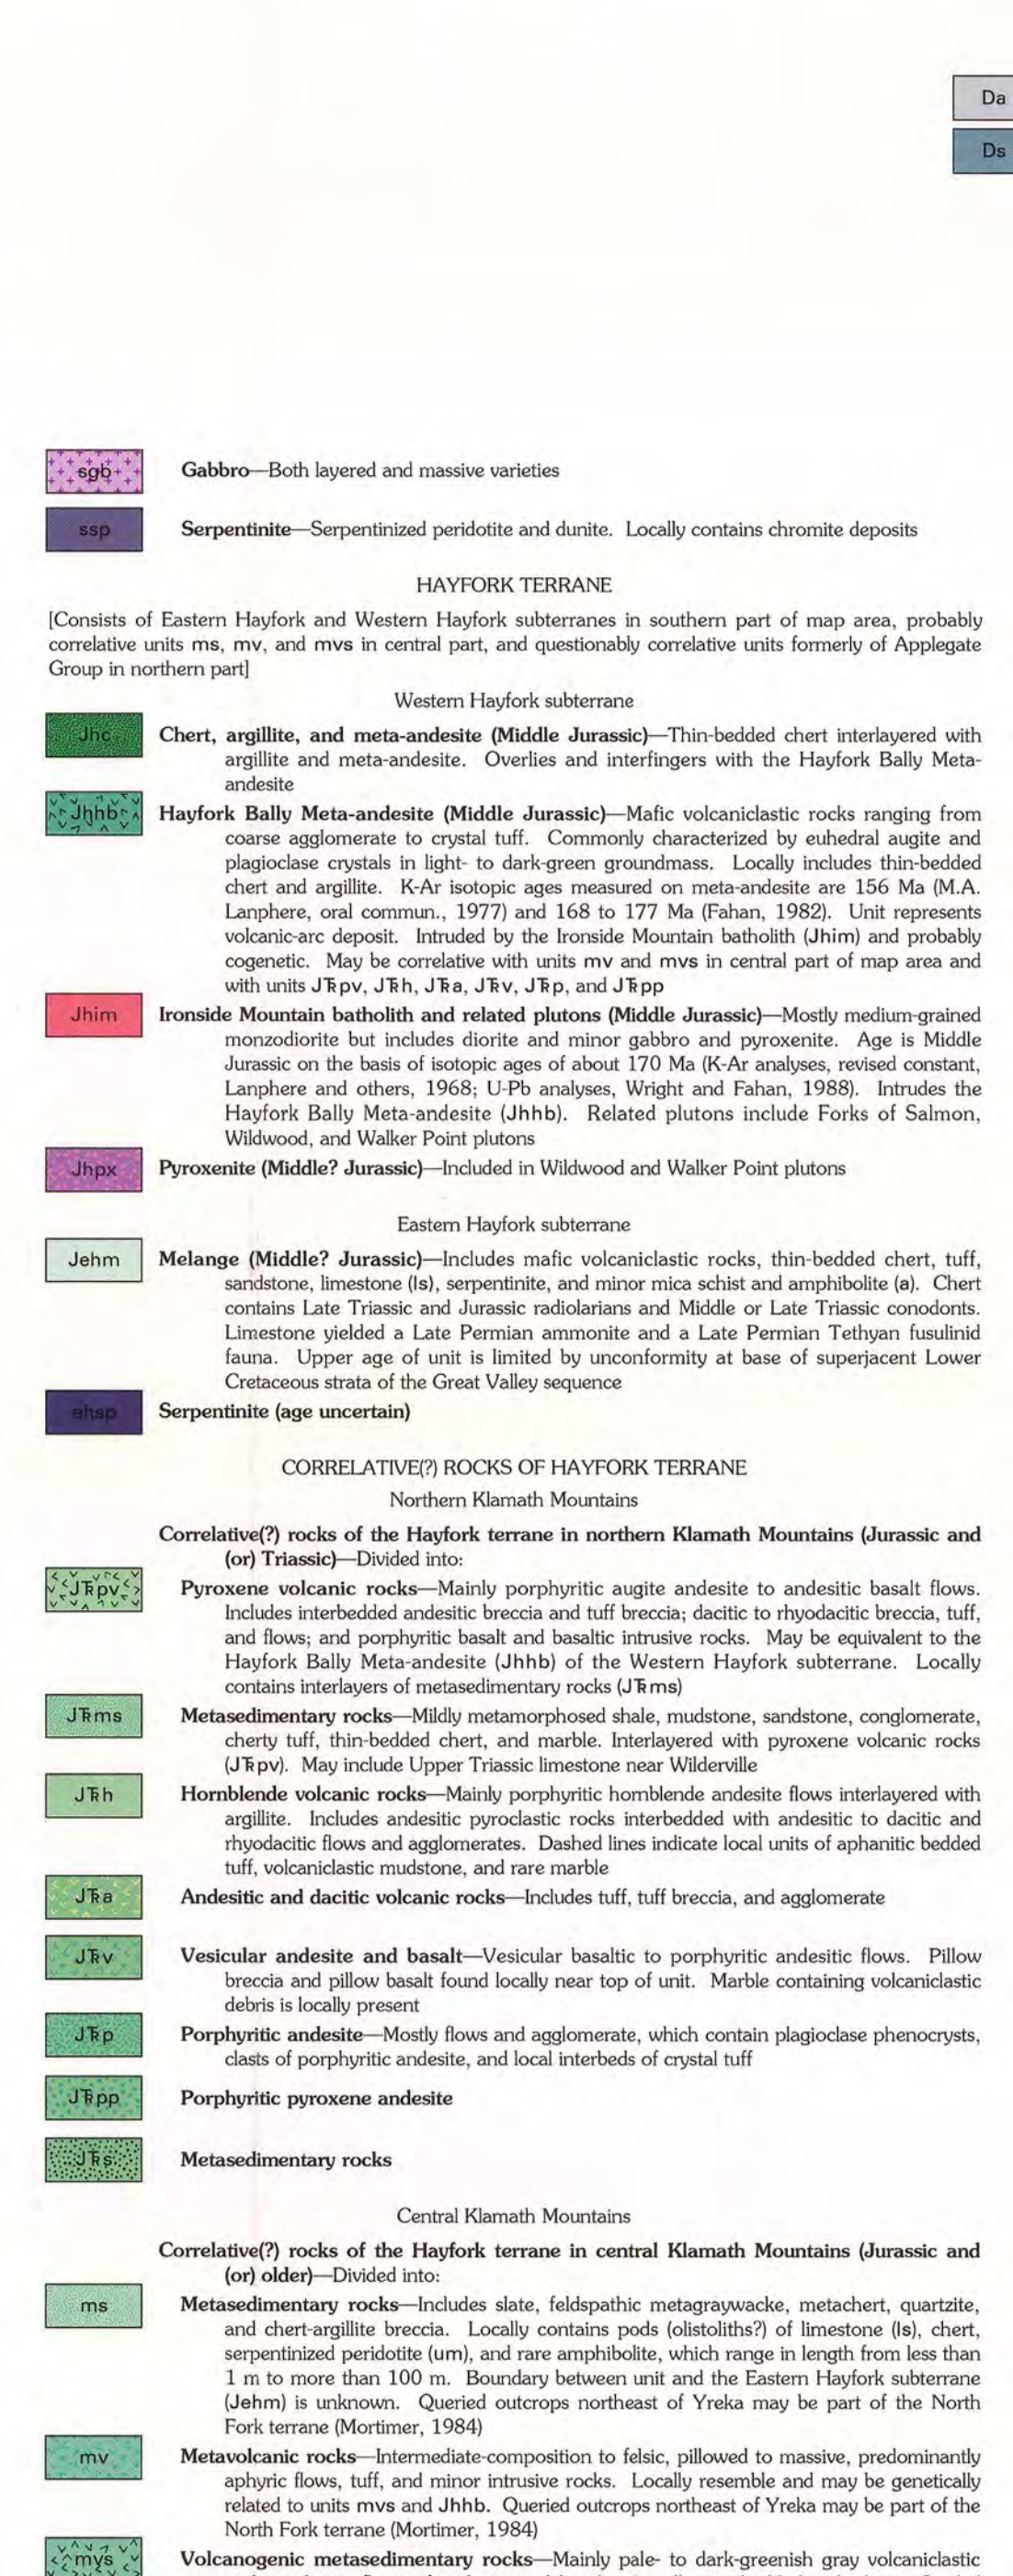 Da
Ds
sgb
Gabbro—Both layered and massive varieties
ssp
Serpentinite—Serpentinized peridotite and dunite. Locally contains chromite deposits
HAYFORK TERRANE
[Consists of Eastern Hayfork and Western Hayfork subterranes in southern part of map area, probably
correlative units ms, mv, and mvs in central part, and questionably correlative units formerly of Applegate
Group in northern part]
Western Hayfork subterrane
Jhc
Chert, argillite, and meta-andesite (Middle Jurassic)—Thin-bedded chert interlayered with
argillite and meta-andesite. Overlies and interfingers with the Hayfork Bally Meta-
andesite
Jhhb
Hayfork Bally Meta-andesite (Middle Jurassic)—Mafic volcaniclastic rocks ranging from
coarse agglomerate to crystal tuff. Commonly characterized by euhedral augite and
plagioclase crystals in light- to dark-green groundmass. Locally includes thin-bedded
chert and argillite. K-Ar isotopic ages measured on meta-andesite are 156 Ma (M.A.
Lanphere, oral commun., 1977) and 168 to 177 Ma (Fahan, 1982). Unit represents
volcanic-arc deposit. Intruded by the Ironside Mountain batholith (Jhim) and probably
cogenetic. May be correlative with units mv and mvs in central part of map area and
with units JTRpv, JTRh, JTRa, JTRv, JTRp, and JTRpp
Jhim
Ironside Mountain batholith and related plutons (Middle Jurassic)—Mostly medium-grained
monzodiorite but includes diorite and minor gabbro and pyroxenite. Age is Middle
Jurassic on the basis of isotopic ages of about 170 Ma (K-Ar analyses, revised constant,
Lanphere and others, 1968; U-Pb analyses, Wright and Fahan, 1988). Intrudes the
Hayfork Bally Meta-andesite (Jhhb). Related plutons include Forks of Salmon,
Wildwood, and Walker Point plutons
Jhpx
Pyroxenite (Middle? Jurassic)—Included in Wildwood and Walker Point plutons
Eastern Hayfork subterrane
Jehm
Melange (Middle? Jurassic)—Includes mafic volcaniclastic rocks, thin-bedded chert, tuff,
sandstone, limestone (ls), serpentinite, and minor mica schist and amphibolite (a). Chert
contains Late Triassic and Jurassic radiolarians and Middle or Late Triassic conodonts.
Limestone yielded a Late Permian ammonite and a Late Permian Tethyan fusulinid
fauna. Upper age of unit is limited by unconformity at base of superjacent Lower
Cretaceous strata of the Great Valley sequence
ehsp
Serpentinite (age uncertain)
CORRELATIVE(?) ROCKS OF HAYFORK TERRANE
Northern Klamath Mountains
Correlative(?) rocks of the Hayfork terrane in northern Klamath Mountains (Jurassic and
(or) Triassic)—Divided into:
JTRpv
Pyroxene volcanic rocks—Mainly porphyritic augite andesite to andesitic basalt flows.
Includes interbedded andesitic breccia and tuff breccia; dacitic to rhyodacitic breccia, tuff,
and flows; and porphyritic basalt and basaltic intrusive rocks. May be equivalent to the
Hayfork Bally Meta-andesite (Jhhb) of the Western Hayfork subterrane. Locally
contains interlayers of metasedimentary rocks (JTRms)
JTRms
Metasedimentary rocks—Mildly metamorphosed shale, mudstone, sandstone, conglomerate,
cherty tuff, thin-bedded chert, and marble. Interlayered with pyroxene volcanic rocks
(JTRpv). May include Upper Triassic limestone near Wilderville
JTRh
Hornblende volcanic rocks—Mainly porphyritic hornblende andesite flows interlayered with
argillite. Includes andesitic pyroclastic rocks interbedded with andesitic to dacitic and
rhyodacitic flows and agglomerates. Dashed lines indicate local units of aphanitic bedded
tuff, volcaniclastic mudstone, and rare marble
JTRa
Andesitic and dacitic volcanic rocks—Includes tuff, tuff breccia, and agglomerate
JTRv
Vesicular andesite and basalt—Vesicular basaltic to porphyritic andesitic flows. Pillow
breccia and pillow basalt found locally near top of unit. Marble containing volcaniclastic
debris is locally present
JTRp
Porphyritic andesite—Mostly flows and agglomerate, which contain plagioclase phenocrysts,
clasts of porphyritic andesite, and local interbeds of crystal tuff
JTRpp
Porphyritic pyroxene andesite
JTRs
Metasedimentary rocks
Central Klamath Mountains
Correlative(?) rocks of the Hayfork terrane in central Klamath Mountains (Jurassic and
(or) older)—Divided into:
ms
Metasedimentary rocks—Includes slate, feldspathic metagraywacke, metachert, quartzite,
and chert-argillite breccia. Locally contains pods (olistoliths?) of limestone (ls), chert,
serpentinized peridotite (um), and rare amphibolite, which range in length from less than
1 m to more than 100 m. Boundary between unit and the Eastern Hayfork subterrane
(Jehm) is unknown. Queried outcrops northeast of Yreka may be part of the North
Fork terrane (Mortimer, 1984)
mv
Metavolcanic rocks—Intermediate-composition to felsic, pillowed to massive, predominantly
aphyric flows, tuff, and minor intrusive rocks. Locally resemble and may be genetically
related to units mvs and Jhhb. Queried outcrops northeast of Yreka may be part of the
North Fork terrane (Mortimer, 1984)
mvs
Volcanogenic metasedimentary rocks—Mainly pale- to dark-greenish gray volcaniclastic